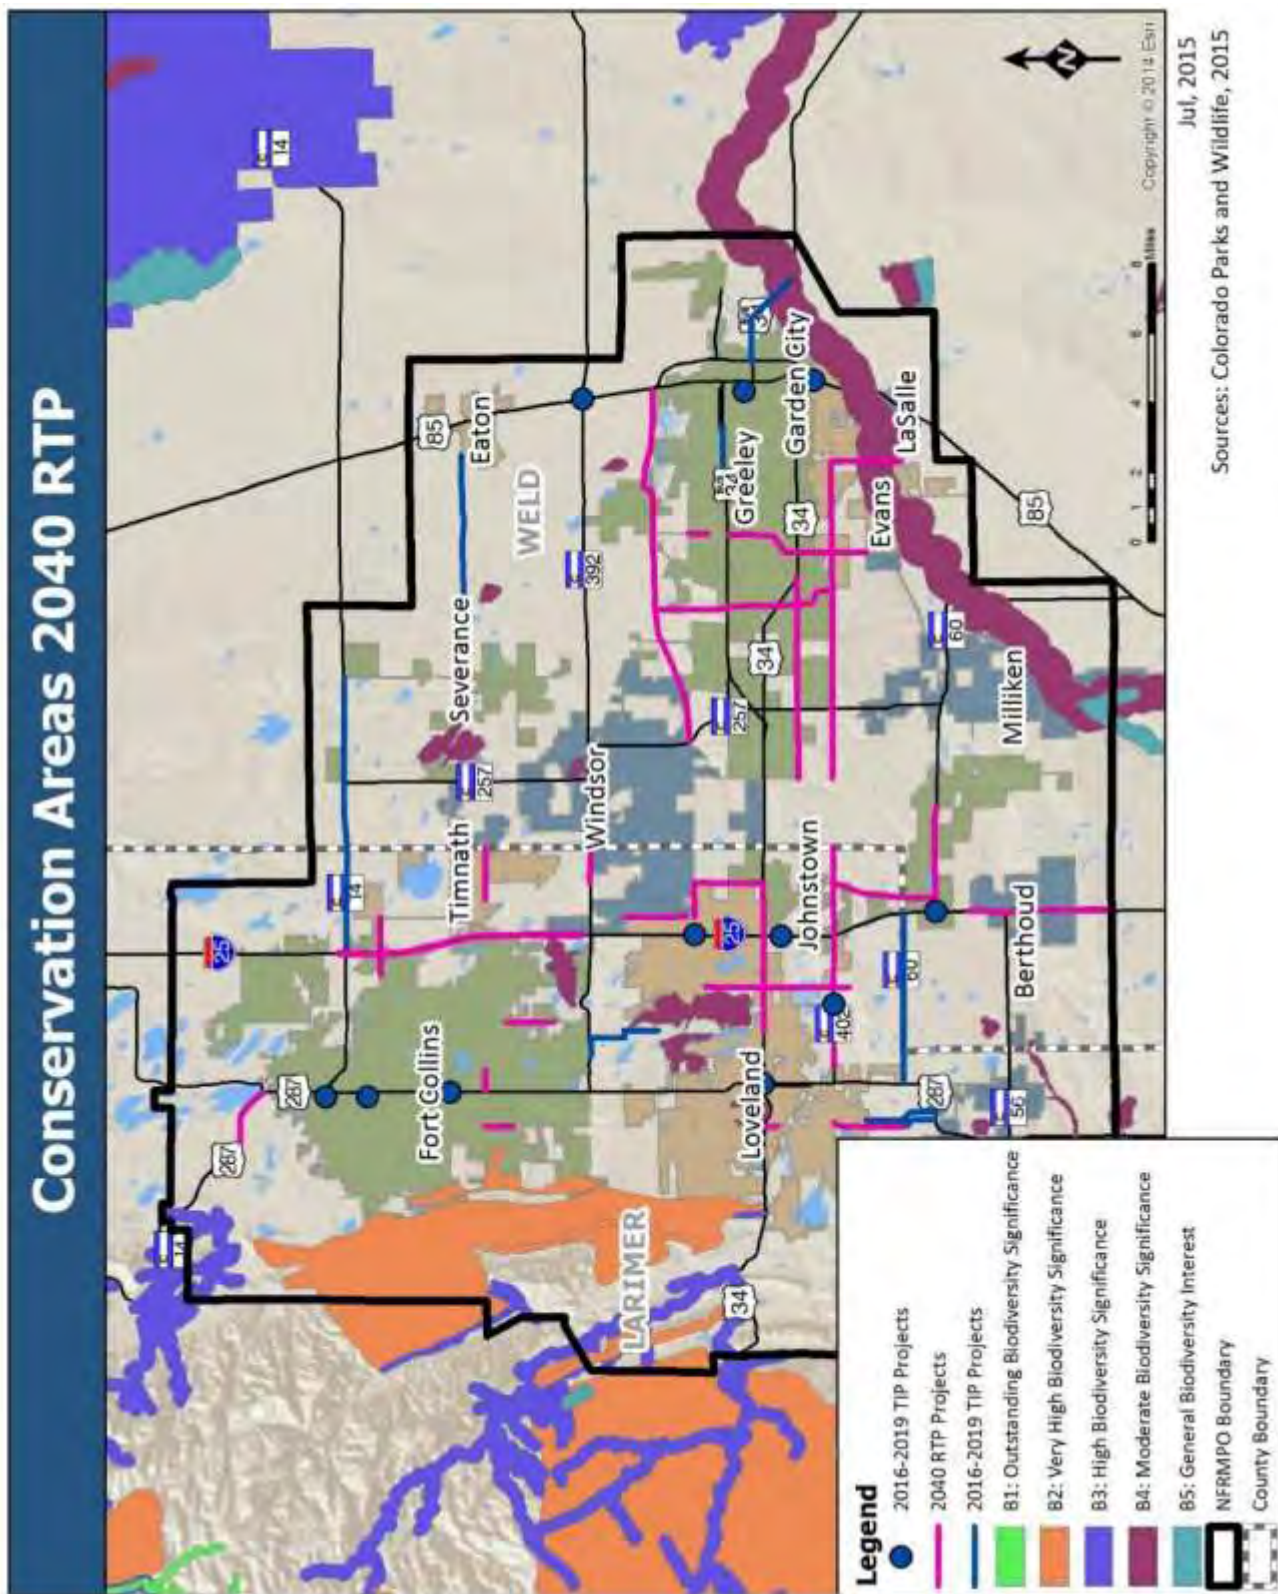 Conservation Areas 2040 RTP
14
25
14
287
287
14
85
Eaton
WELD
Severance
257
Timnath
Fort Collins
392
Windsor
LARIMER
34
Greeley
257
34
34
Garden City
34
25
Johnstown
Loveland
402
Evans
LaSalle
60
60
287
Milliken
85
Berthoud
56
34
N
0 1 2 4 6 8
Miles
Copyright © 2014 Esri
Legend
2016-2019 TIP Projects
2040 RTP Projects
2016-2019 TIP Projects
B1: Outstanding Biodiversity Significance
B2: Very High Biodiversity Significance
B3: High Biodiversity Significance
B4: Moderate Biodiversity Significance
B5: General Biodiversity Interest
NFRMPO Boundary
County Boundary
Jul, 2015
Sources: Colorado Parks and Wildlife, 2015